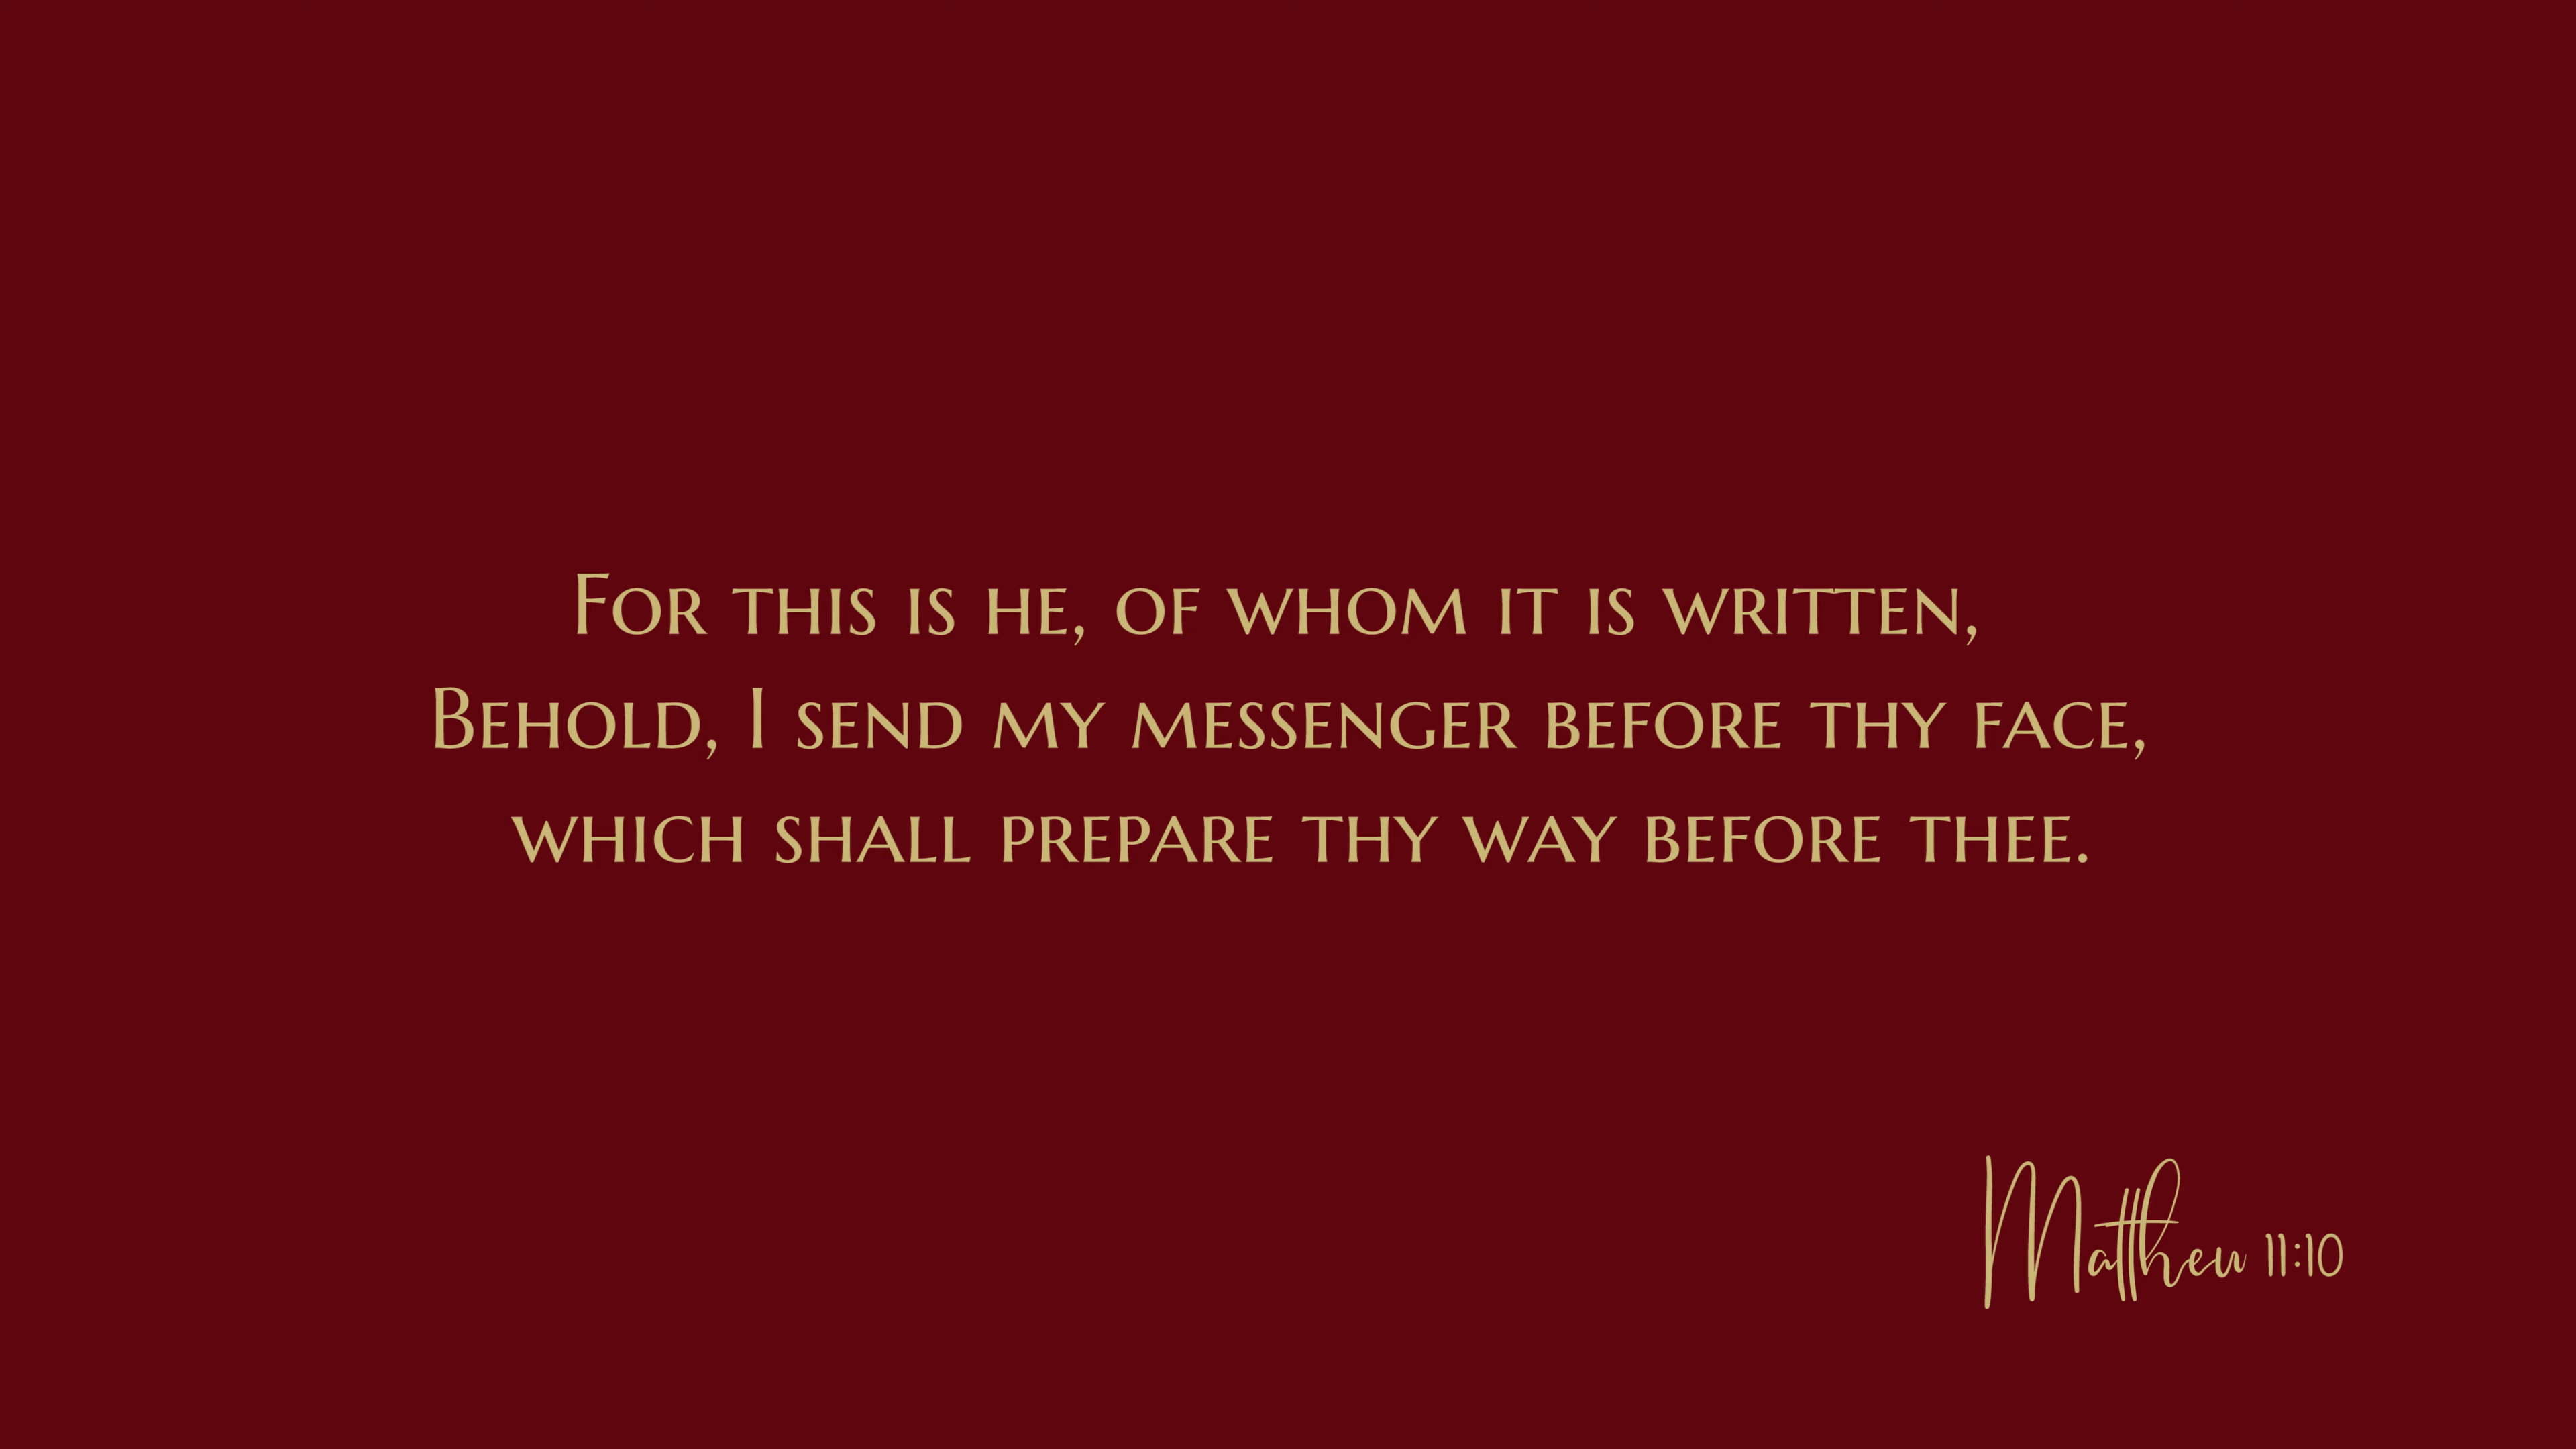 For this is he, of whom it is written,
Behold, I send my messenger before thy face,
which shall prepare thy way before thee.
Matthew 11:10